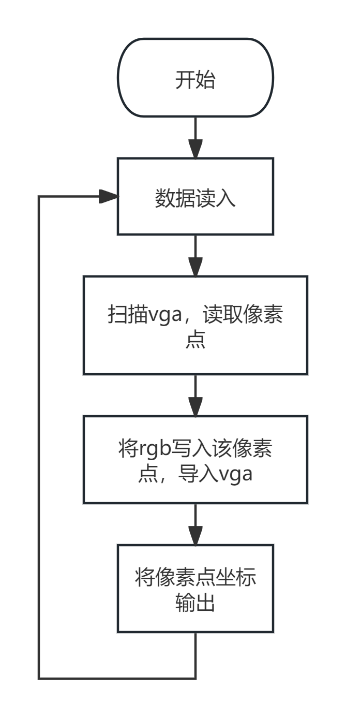 开始
数据读入
扫描vga，读取像素
点
将rgb写入该像素
点，导入vga
将像素点坐标
输出